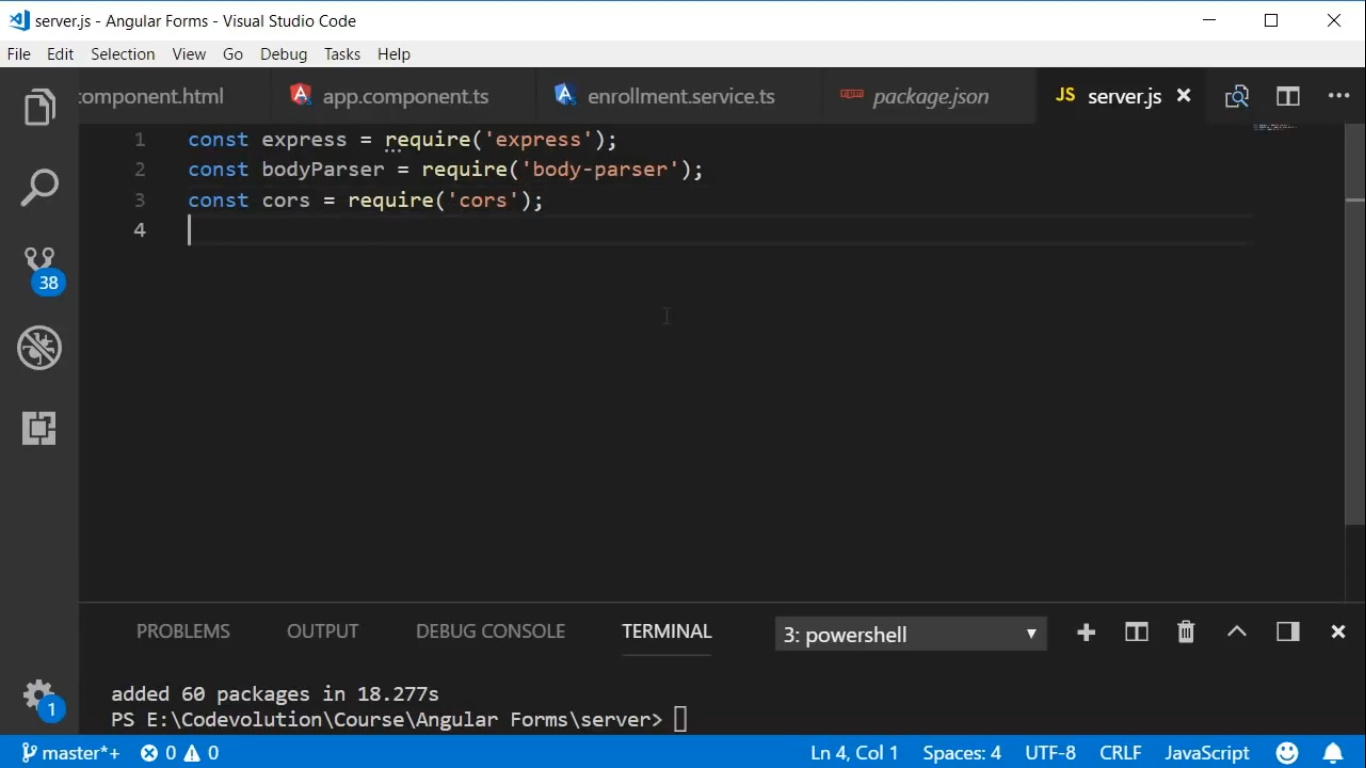 server.js - Angular Forms - Visual Studio Code
File Edit Selection View Go Debug Tasks Help
component.html app.component.ts enrollment.service.ts package.json JS server.js
1 const express = require('express');
2 const bodyParser = require('body-parser');
3 const cors = require('cors');
4
38
PROBLEMS OUTPUT DEBUG CONSOLE TERMINAL 3: powershell
added 60 packages in 18.277s
1
PS E:\Codevolution\Course\Angular Forms\server>
master*+ 0 0 Ln 4, Col 1 Spaces: 4 UTF-8 CRLF JavaScript